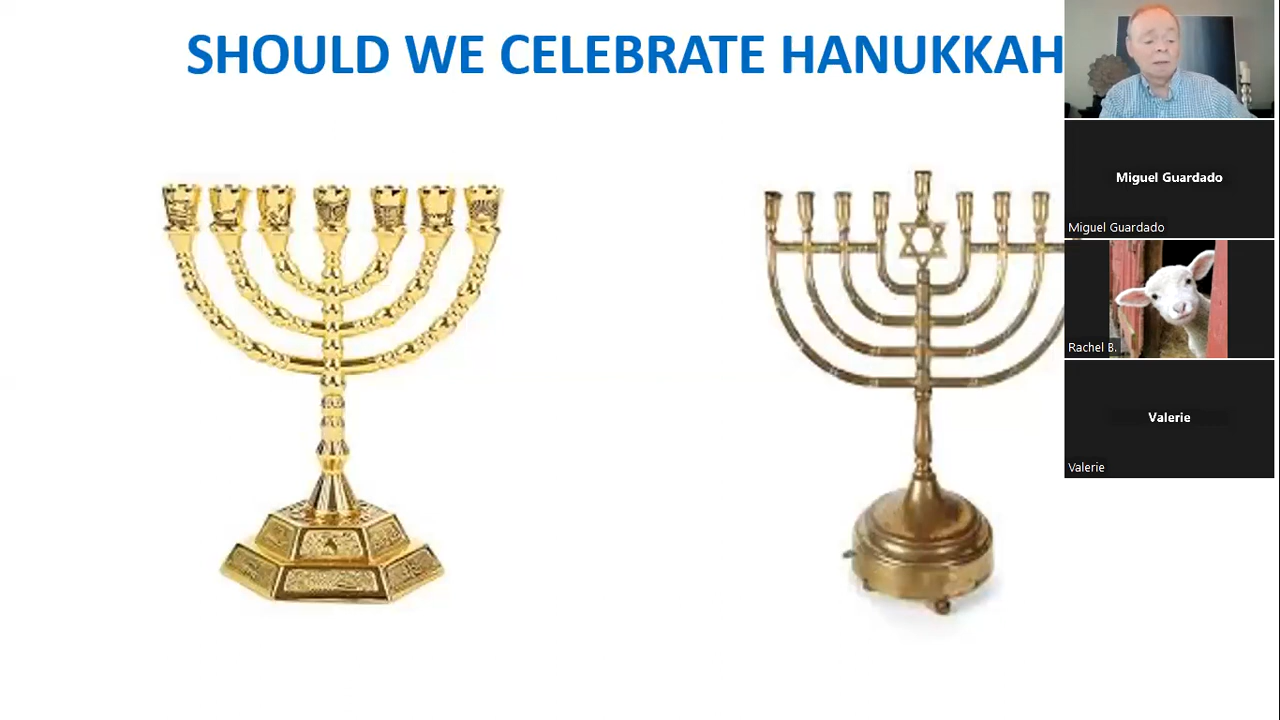 SHOULD WE CELEBRATE HANUKKAH
Miguel Guardado
Miguel Guardado
Rachel B.
Valerie
Valerie